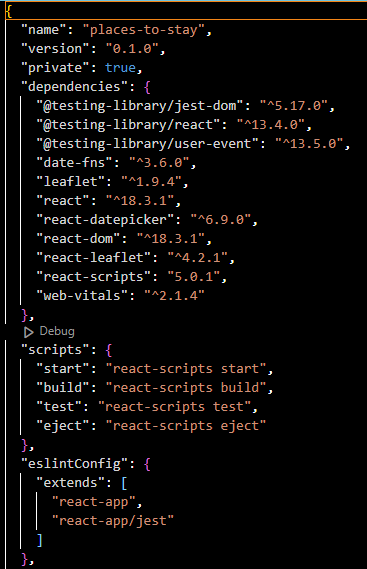 {
"name": "places-to-stay",
"version": "0.1.0",
"private": true,
"dependencies": {
"@testing-library/jest-dom": "^5.17.0",
"@testing-library/react": "^13.4.0",
"@testing-library/user-event": "^13.5.0",
"date-fns": "^3.6.0",
"leaflet": "^1.9.4",
"react": "^18.3.1",
"react-datepicker": "^6.9.0",
"react-dom": "^18.3.1",
"react-leaflet": "^4.2.1",
"react-scripts": "5.0.1",
"web-vitals": "^2.1.4"
},
Debug
"scripts": {
"start": "react-scripts start",
"build": "react-scripts build",
"test": "react-scripts test",
"eject": "react-scripts eject"
},
"eslintConfig": {
"extends": [
"react-app",
"react-app/jest"
]
},